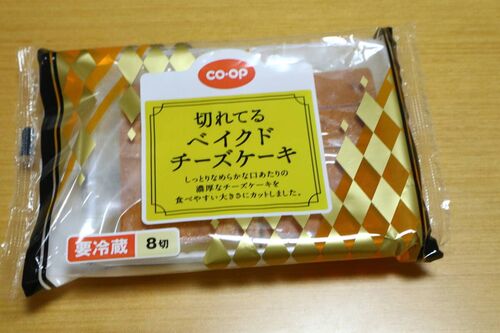 CO・OP
切れてる
ベイクド
チーズケーキ
しっとりなめらかな口あたりの
濃厚なチーズケーキを
食べやすい大きさにカットしました。
要冷蔵 8切